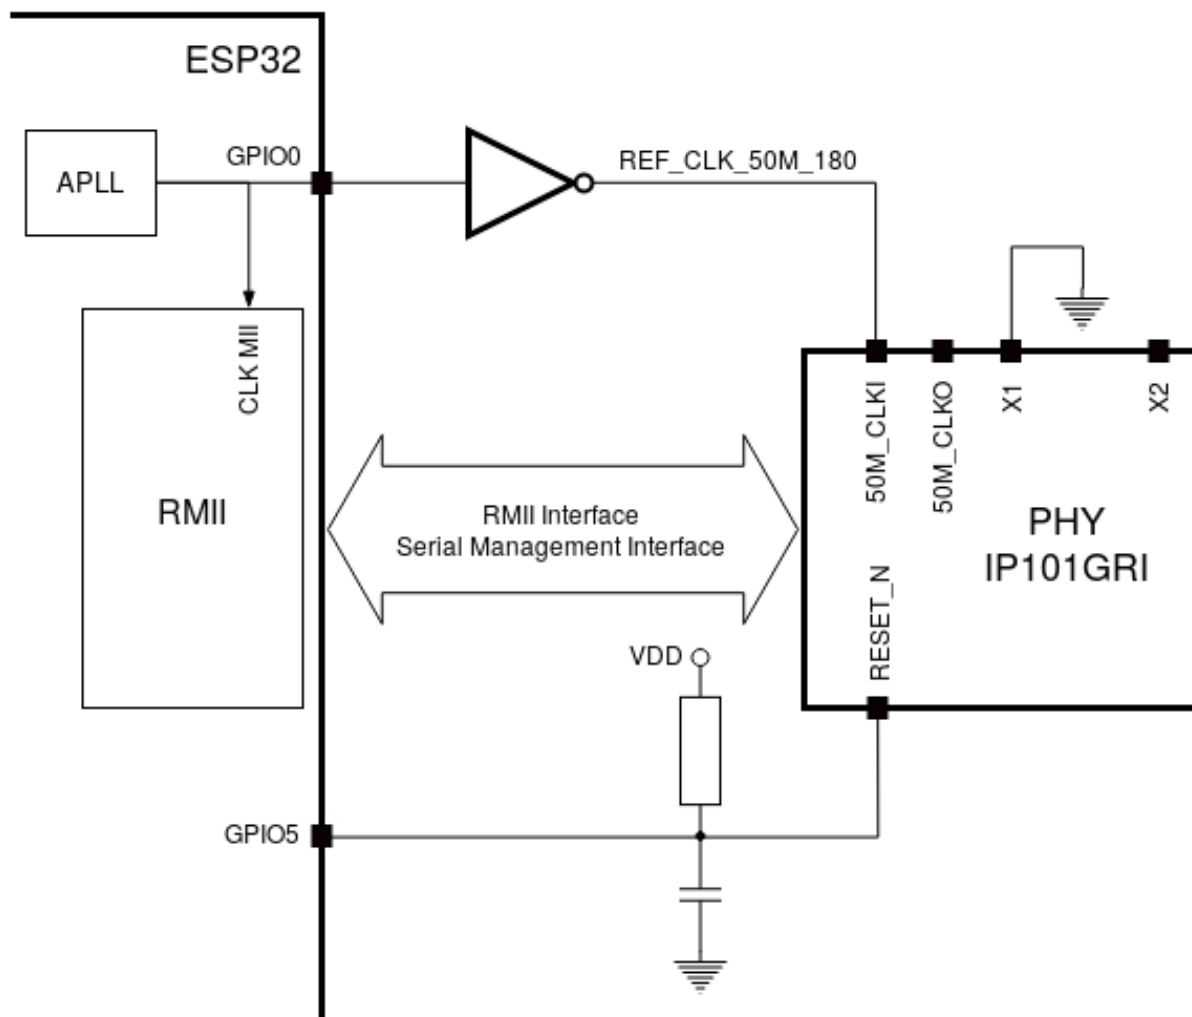 ESP32
APLL
GPIO0
REF_CLK_50M_180
CLK MII
RMII
RMII Interface
Serial Management Interface
50M_CLKI
50M_CLKO
X1
X2
PHY
IP101GRI
RESET_N
VDD
GPIO5